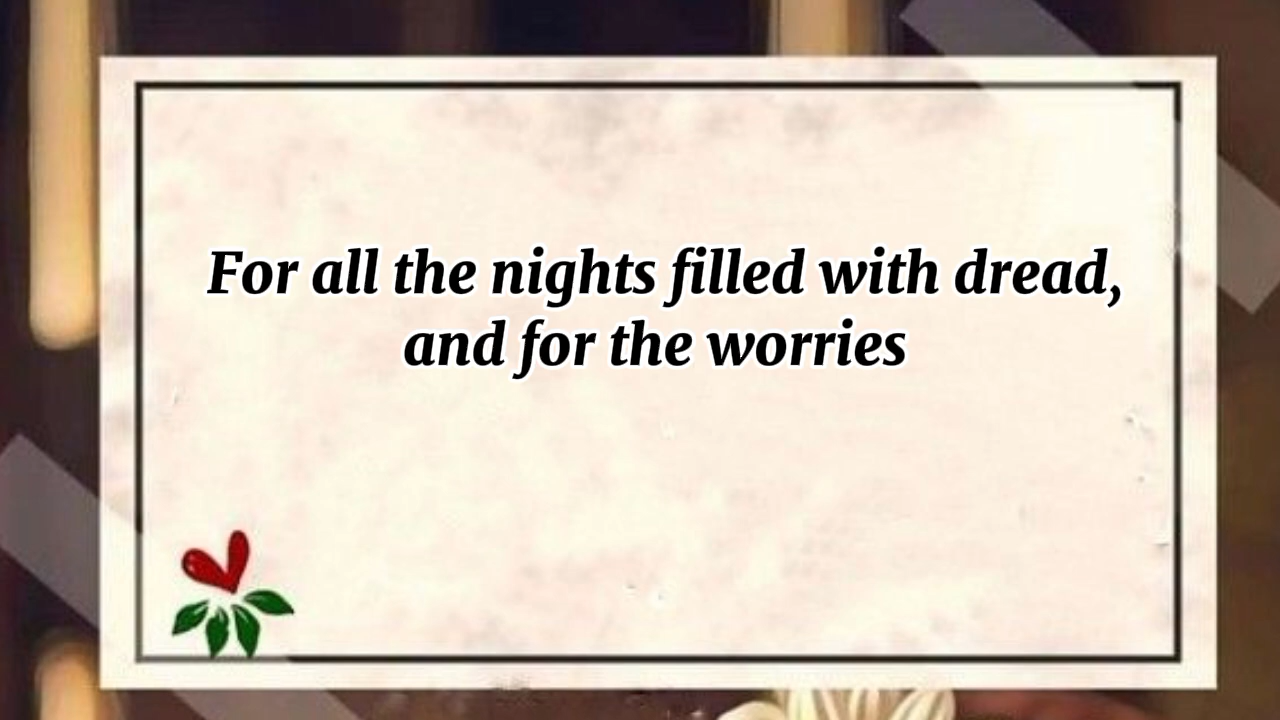 For all the nights filled with dread,
and for the worries